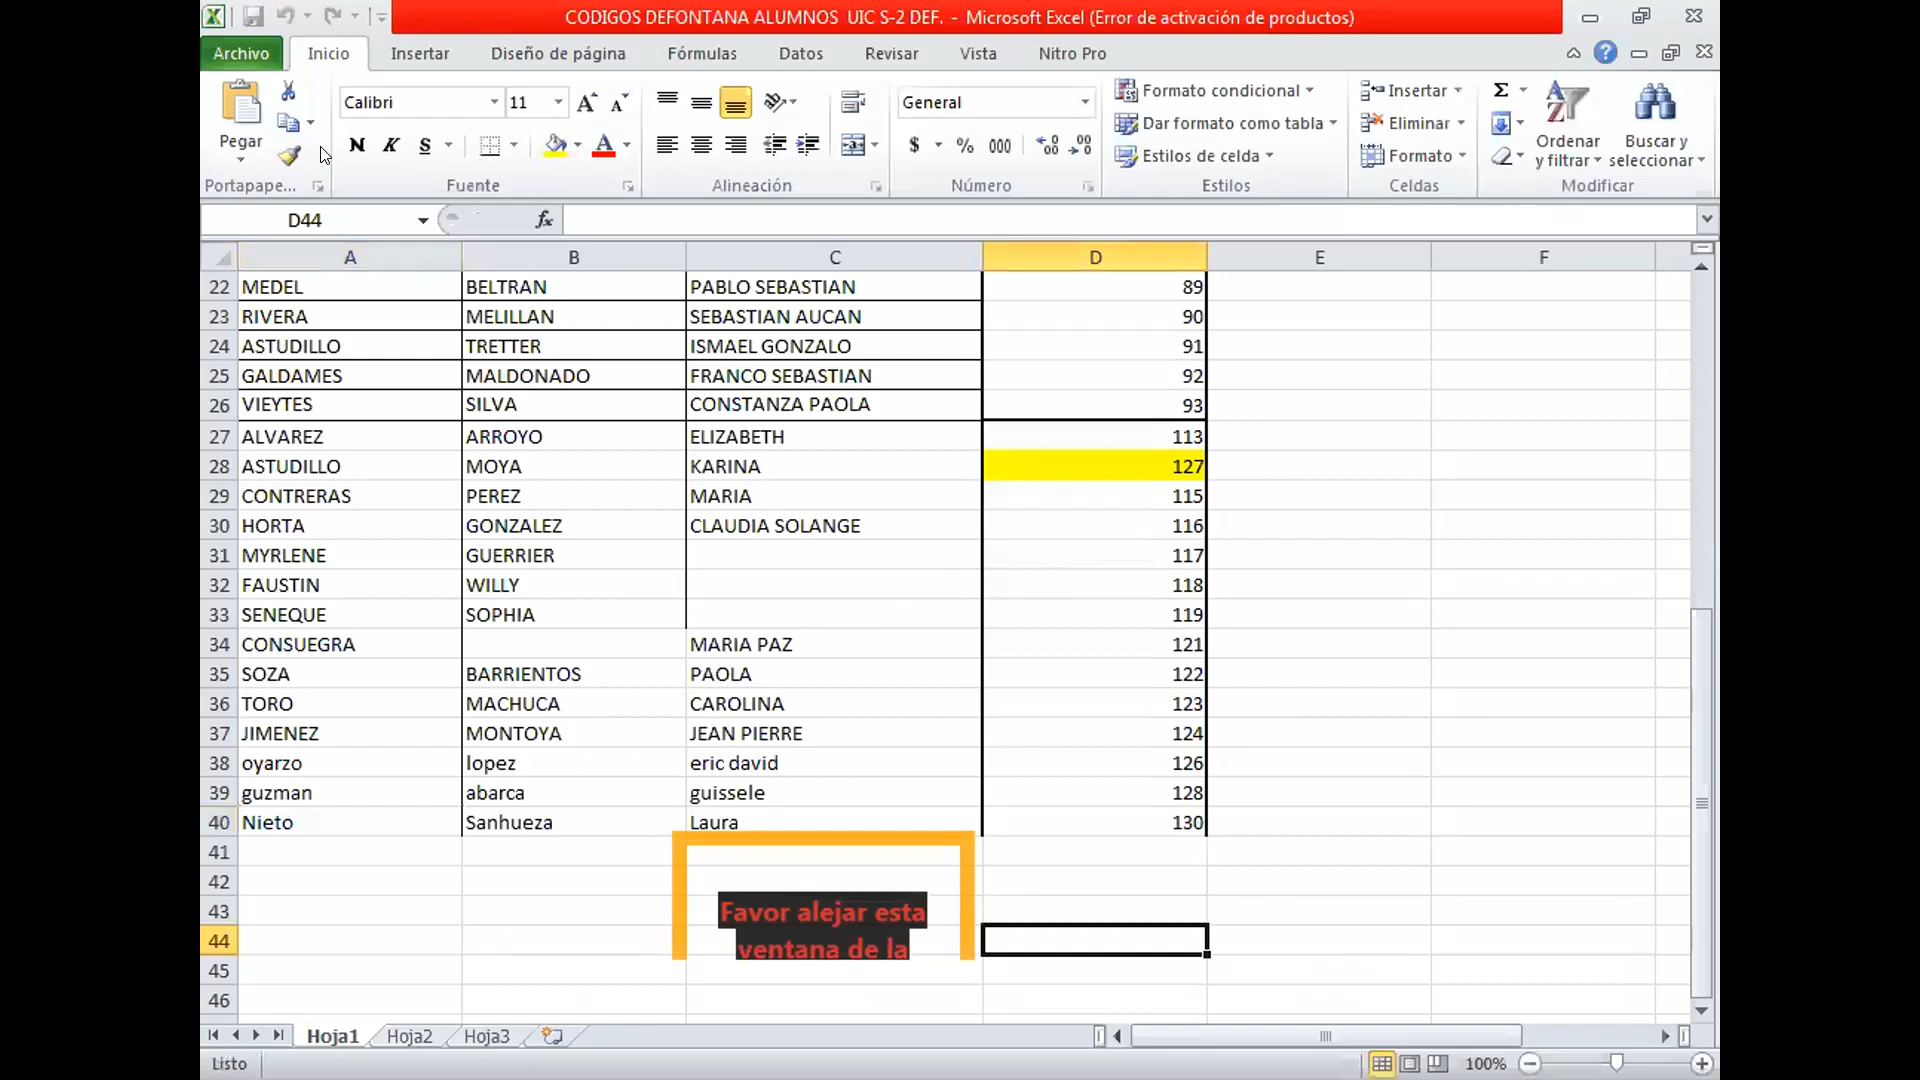 CODIGOS DEFONTANA ALUMNOS UIC S-2 DEF. - Microsoft Excel (Error de activación de productos)
Archivo Inicio Insertar Diseño de página Fórmulas Datos Revisar Vista Nitro Pro
Pegar
Portapape...
Calibri 11
N K S
Fuente
Alineación
General
$ % 000
Número
Formato condicional
Dar formato como tabla
Estilos de celda
Estilos
Insertar
Eliminar
Formato
Celdas
Ordenar y filtrar
Buscar y seleccionar
Modificar
D44 fx
A B C D E F
22 MEDEL BELTRAN PABLO SEBASTIAN 89
23 RIVERA MELILLAN SEBASTIAN AUCAN 90
24 ASTUDILLO TRETTER ISMAEL GONZALO 91
25 GALDAMES MALDONADO FRANCO SEBASTIAN 92
26 VIEYTES SILVA CONSTANZA PAOLA 93
27 ALVAREZ ARROYO ELIZABETH 113
28 ASTUDILLO MOYA KARINA 127
29 CONTRERAS PEREZ MARIA 115
30 HORTA GONZALEZ CLAUDIA SOLANGE 116
31 MYRLENE GUERRIER 117
32 FAUSTIN WILLY 118
33 SENEQUE SOPHIA 119
34 CONSUEGRA MARIA PAZ 121
35 SOZA BARRIENTOS PAOLA 122
36 TORO MACHUCA CAROLINA 123
37 JIMENEZ MONTOYA JEAN PIERRE 124
38 oyarzo lopez eric david 126
39 guzman abarca guissele 128
40 Nieto Sanhueza Laura 130
41
42
43
Favor alejar esta
44
ventana de la
45
46
Hoja1 Hoja2 Hoja3
Listo 100%